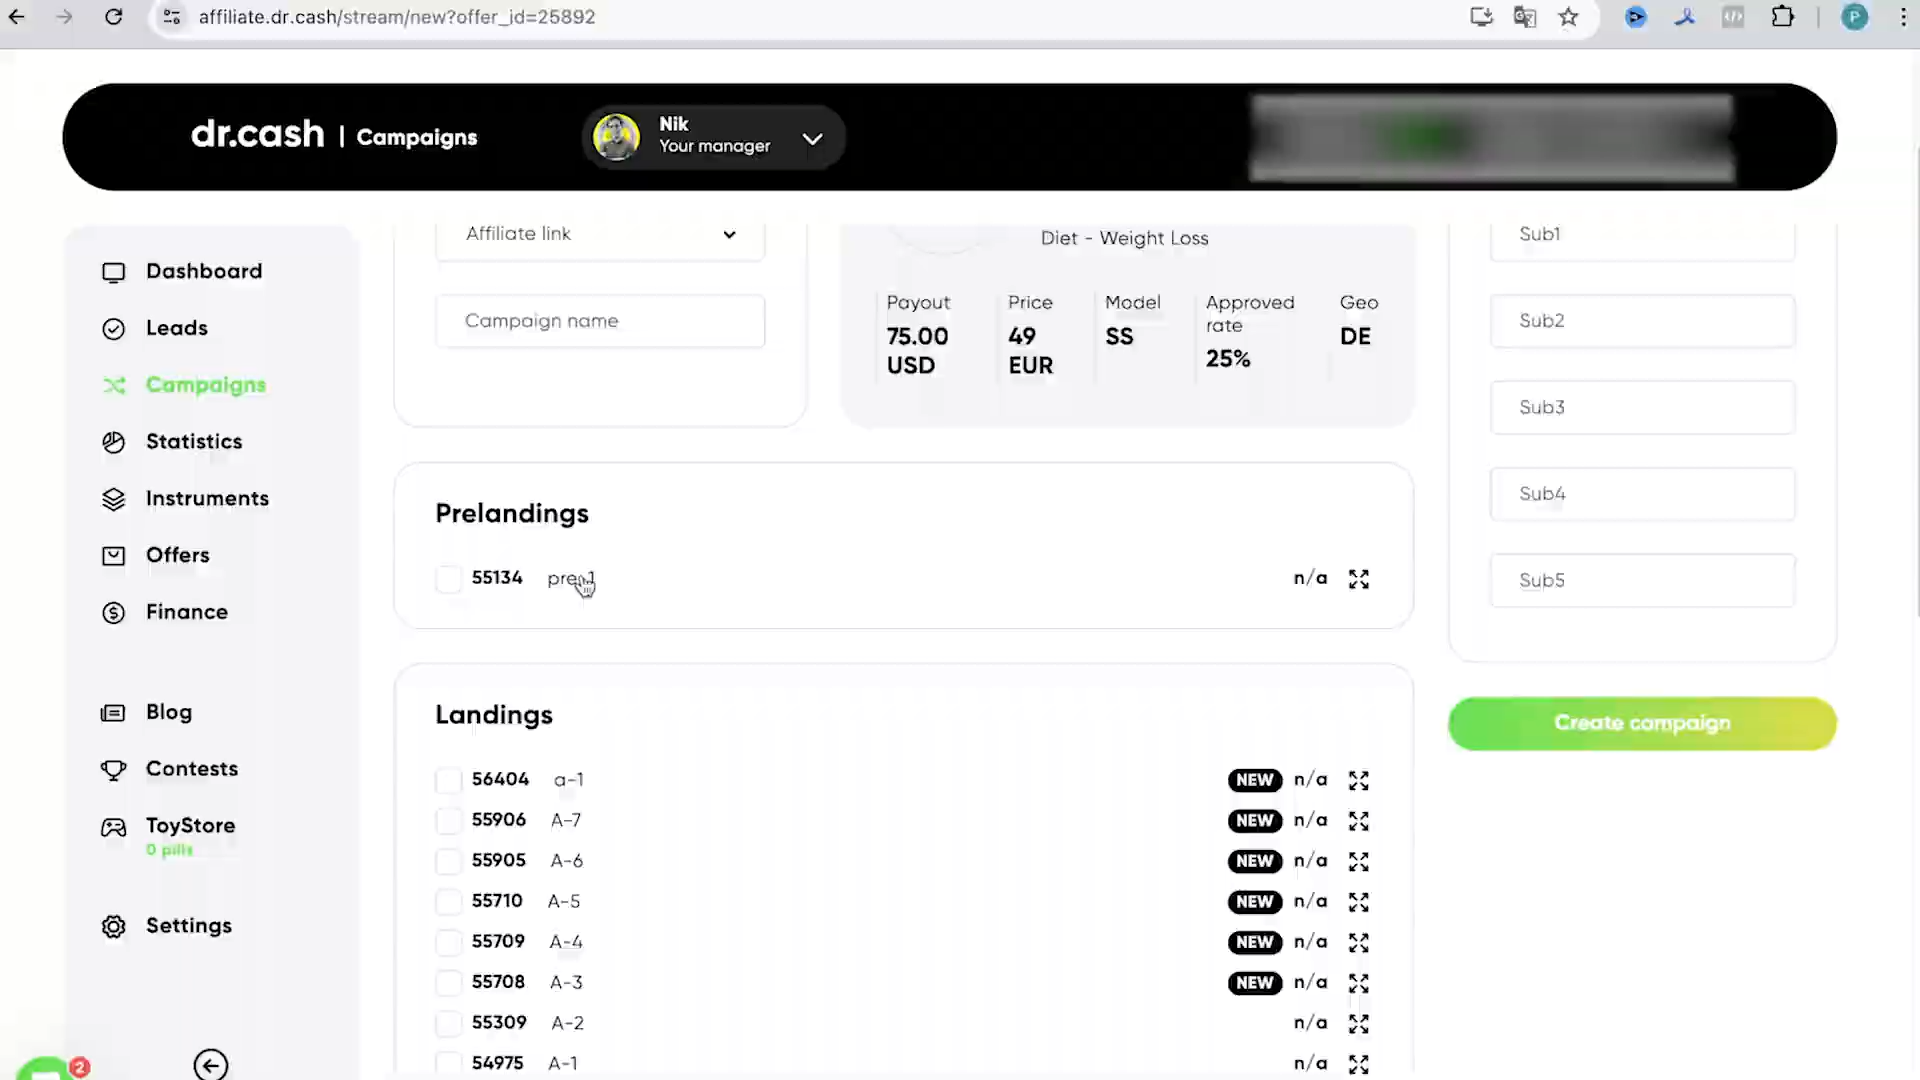 affiliate.dr.cash/stream/new?offer_id=25892
P
dr.cash | Campaigns
Nik
Your manager
Dashboard
Leads
Campaigns
Statistics
Instruments
Offers
Finance
Blog
Contests
ToyStore
0 pills
Settings
2
Affiliate link
Campaign name
Diet - Weight Loss
Payout
75.00
USD
Price
49
EUR
Model
SS
Approved
rate
25%
Geo
DE
Prelandings
55134 pre-1 n/a
Landings
56404 a-1 NEW n/a
55906 A-7 NEW n/a
55905 A-6 NEW n/a
55710 A-5 NEW n/a
55709 A-4 NEW n/a
55708 A-3 NEW n/a
55309 A-2 n/a
54975 A-1 n/a
Sub1
Sub2
Sub3
Sub4
Sub5
Create campaign